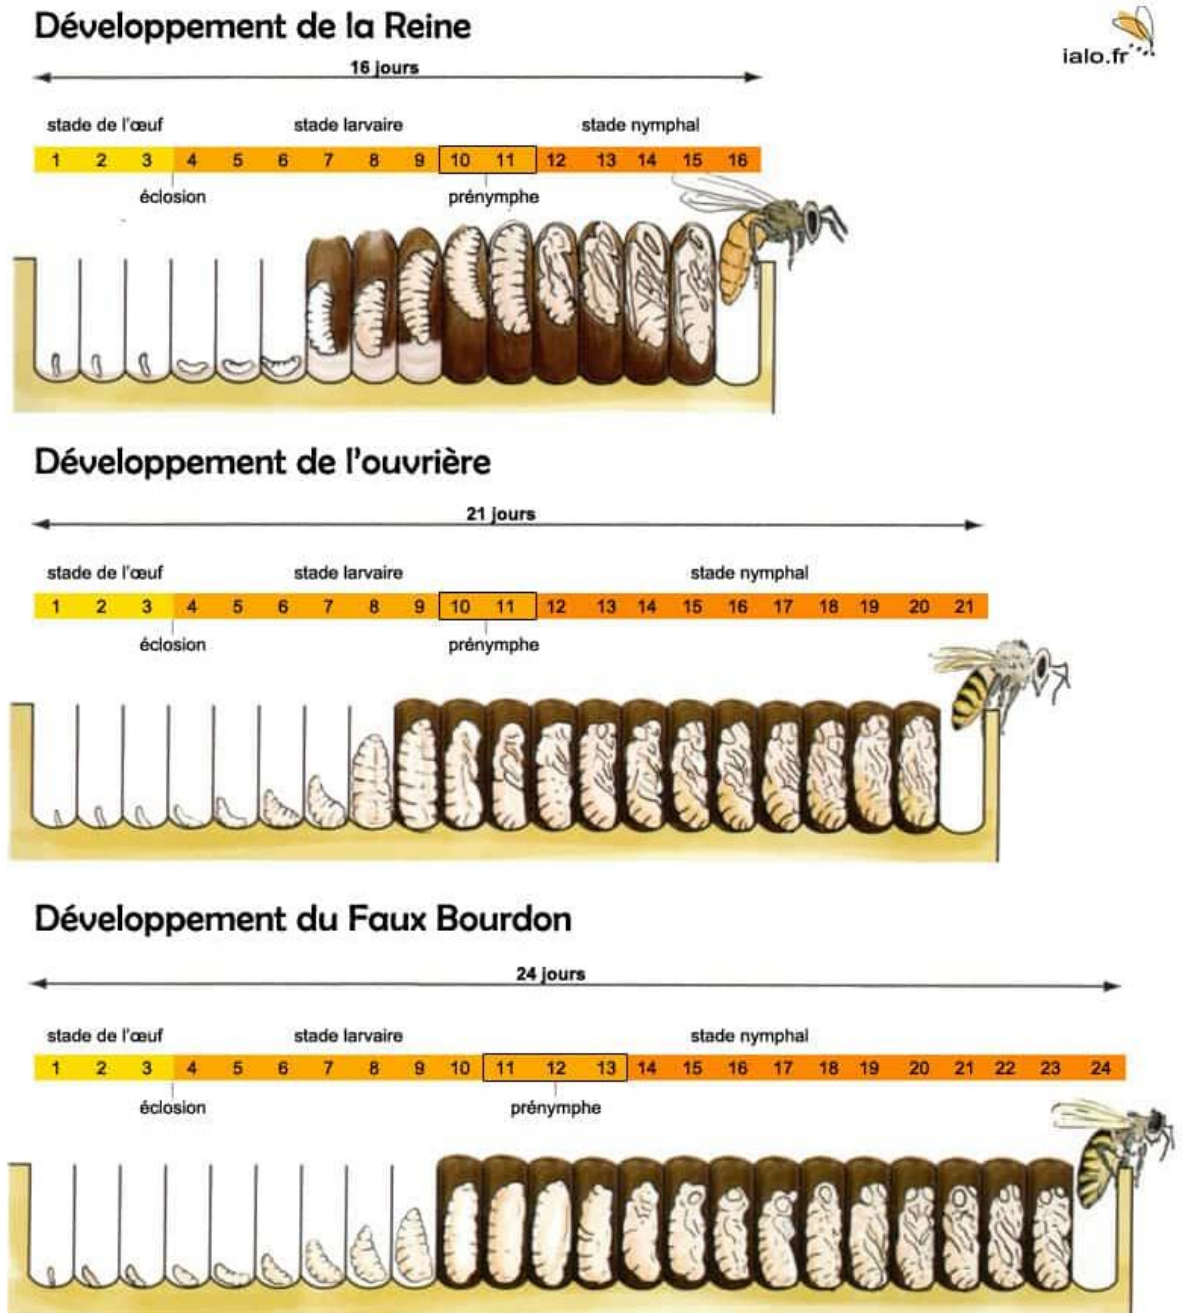 Développement de la Reine
ialo.fr
16 jours
stade de l'œuf stade larvaire stade nymphal
1 2 3 4 5 6 7 8 9 10 11 12 13 14 15 16
éclosion prénymphe
Développement de l'ouvrière
21 jours
stade de l'œuf stade larvaire stade nymphal
1 2 3 4 5 6 7 8 9 10 11 12 13 14 15 16 17 18 19 20 21
éclosion prénymphe
Développement du Faux Bourdon
24 jours
stade de l'œuf stade larvaire stade nymphal
1 2 3 4 5 6 7 8 9 10 11 12 13 14 15 16 17 18 19 20 21 22 23 24
éclosion prénymphe